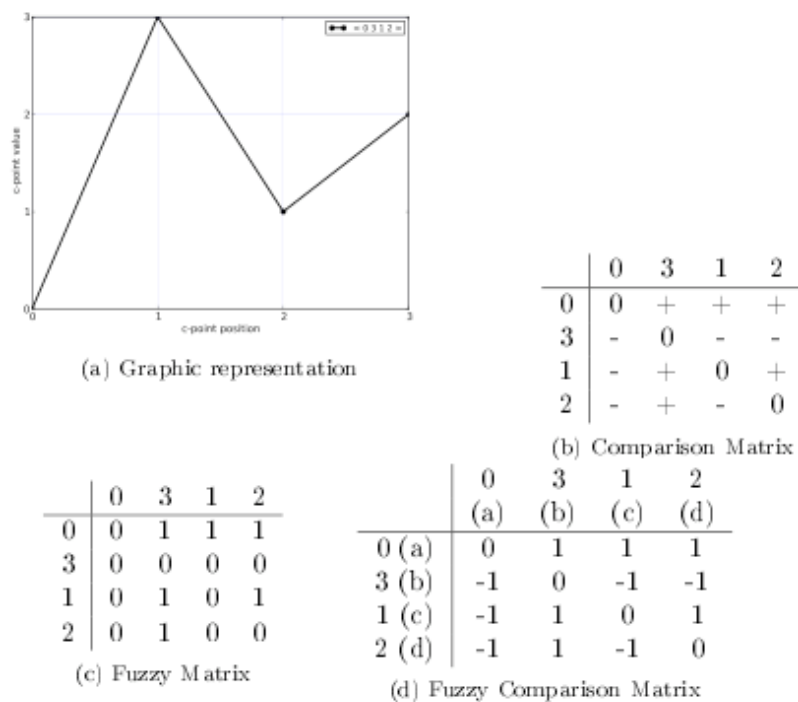 3
2
1
0
c-point value
0 1 2 3
c-point position
< 0 3 1 2 >
(a) Graphic representation
0 3 1 2
0 0 + + +
3 - 0 - -
1 - + 0 +
2 - + - 0
(b) Comparison Matrix
0 3 1 2
0 0 1 1 1
3 0 0 0 0
1 0 1 0 1
2 0 1 0 0
(c) Fuzzy Matrix
0 3 1 2
(a) (b) (c) (d)
0 (a) 0 1 1 1
3 (b) -1 0 -1 -1
1 (c) -1 1 0 1
2 (d) -1 1 -1 0
(d) Fuzzy Comparison Matrix